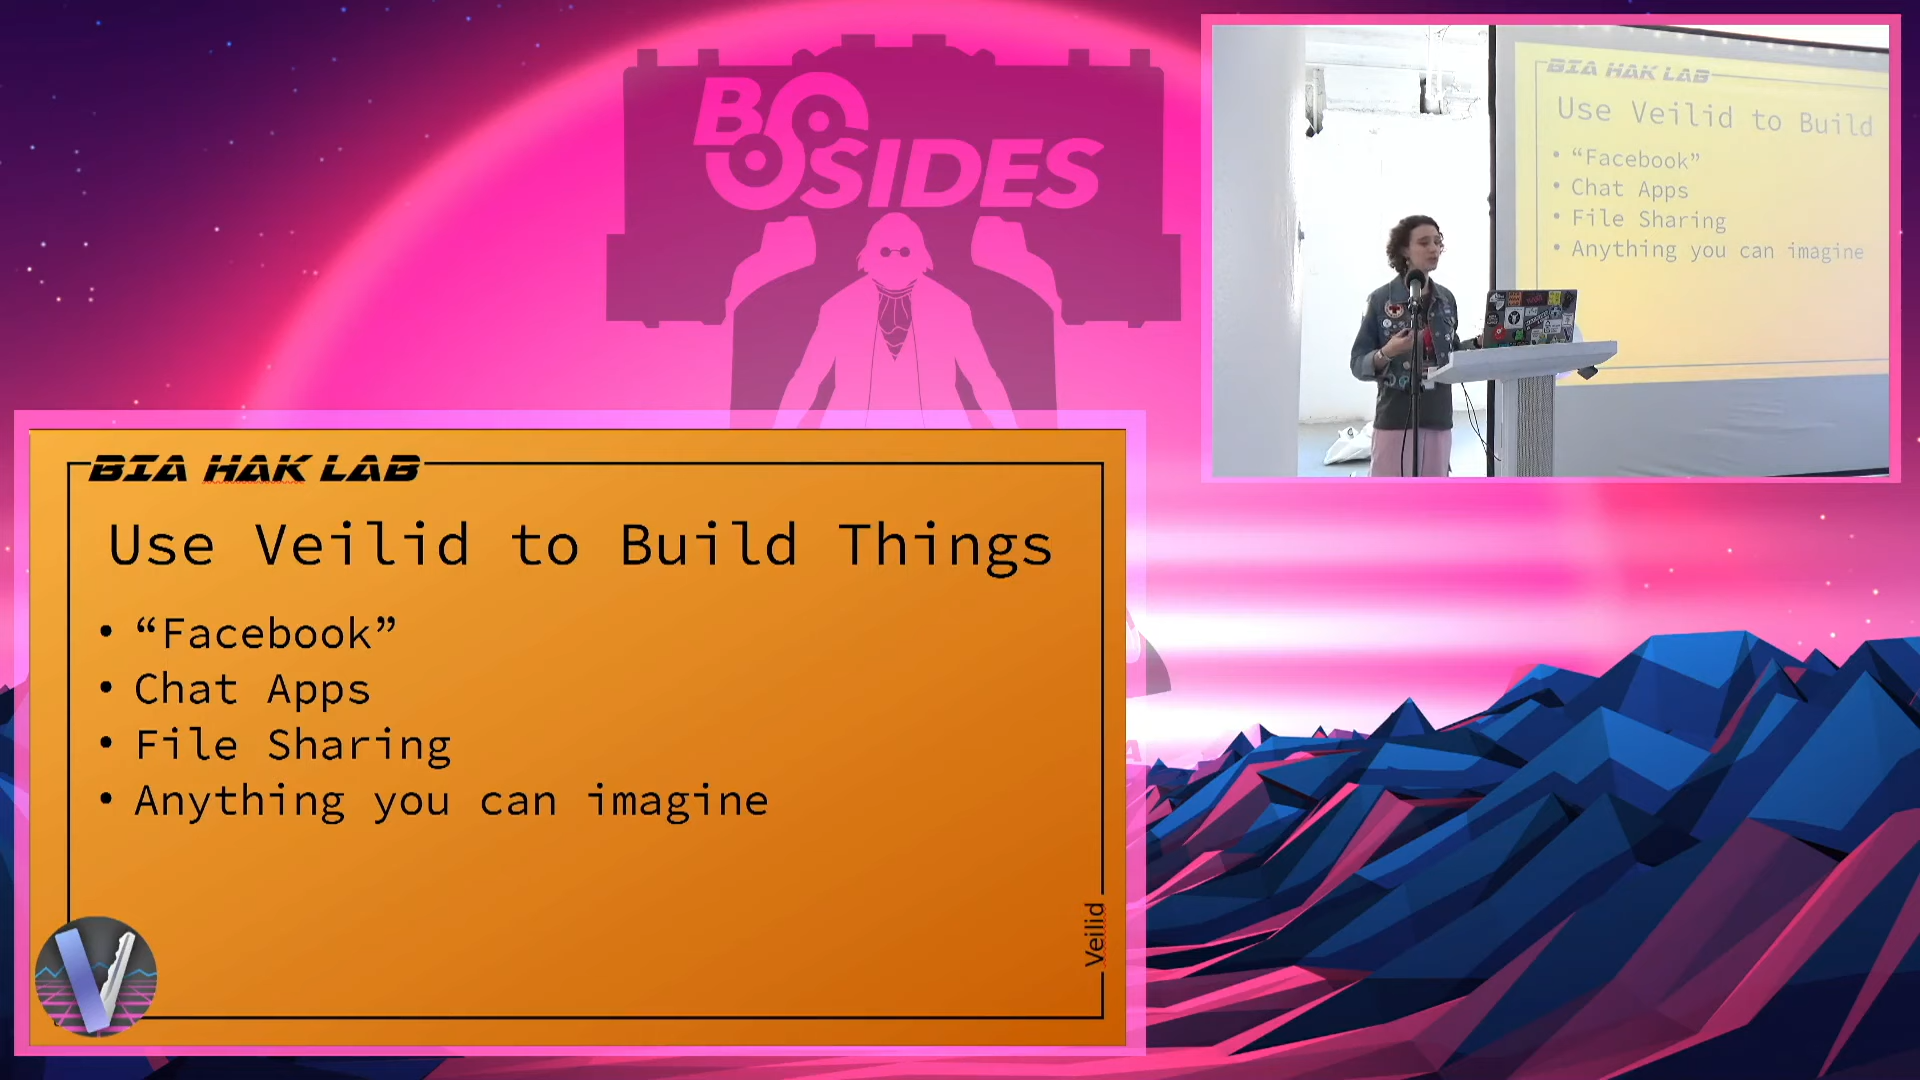 BSIDES
BIA HAK LAB
Use Veilid to Build
• “Facebook”
• Chat Apps
• File Sharing
• Anything you can imagine
BIA HAK LAB
Use Veilid to Build Things
• “Facebook”
• Chat Apps
• File Sharing
• Anything you can imagine
Veilid